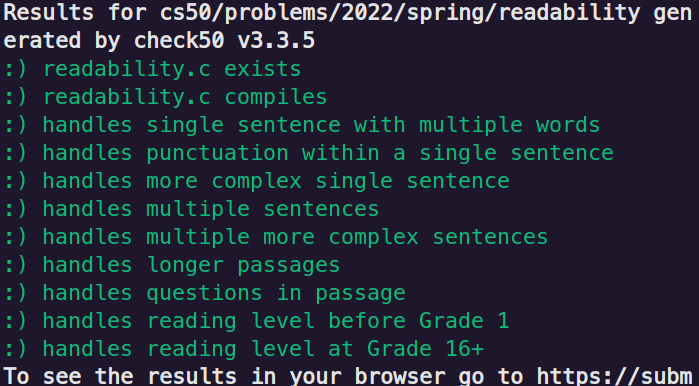 Results for cs50/problems/2022/spring/readability gen
erated by check50 v3.3.5
:) readability.c exists
:) readability.c compiles
:) handles single sentence with multiple words
:) handles punctuation within a single sentence
:) handles more complex single sentence
:) handles multiple sentences
:) handles multiple more complex sentences
:) handles longer passages
:) handles questions in passage
:) handles reading level before Grade 1
:) handles reading level at Grade 16+
To see the results in your browser go to https://subm